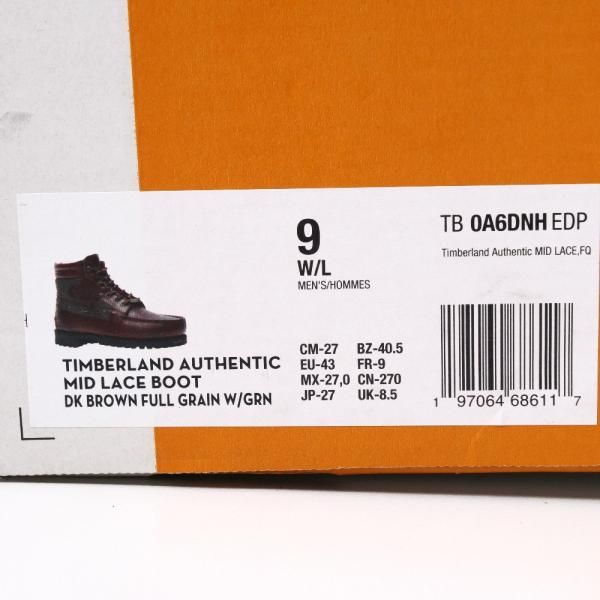 TIMBERLAND AUTHENTIC
MID LACE BOOT
DK BROWN FULL GRAIN W/GRN
9
W/L
MEN'S/HOMMES
CM-27 BZ-40.5
EU-43 FR-9
MX-27,0 CN-270
JP-27 UK-8.5
TB 0A6DNH EDP
Timberland Authentic MID LACE,FQ
1 97064 68611 7